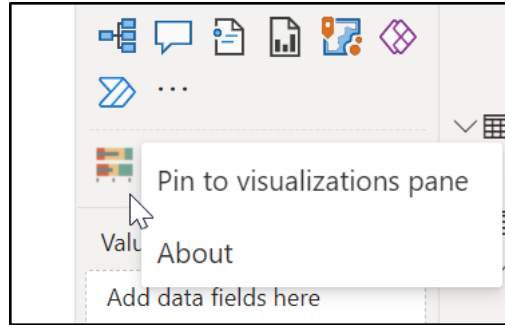 Pin to visualizations pane
Valu
About
Add data fields here